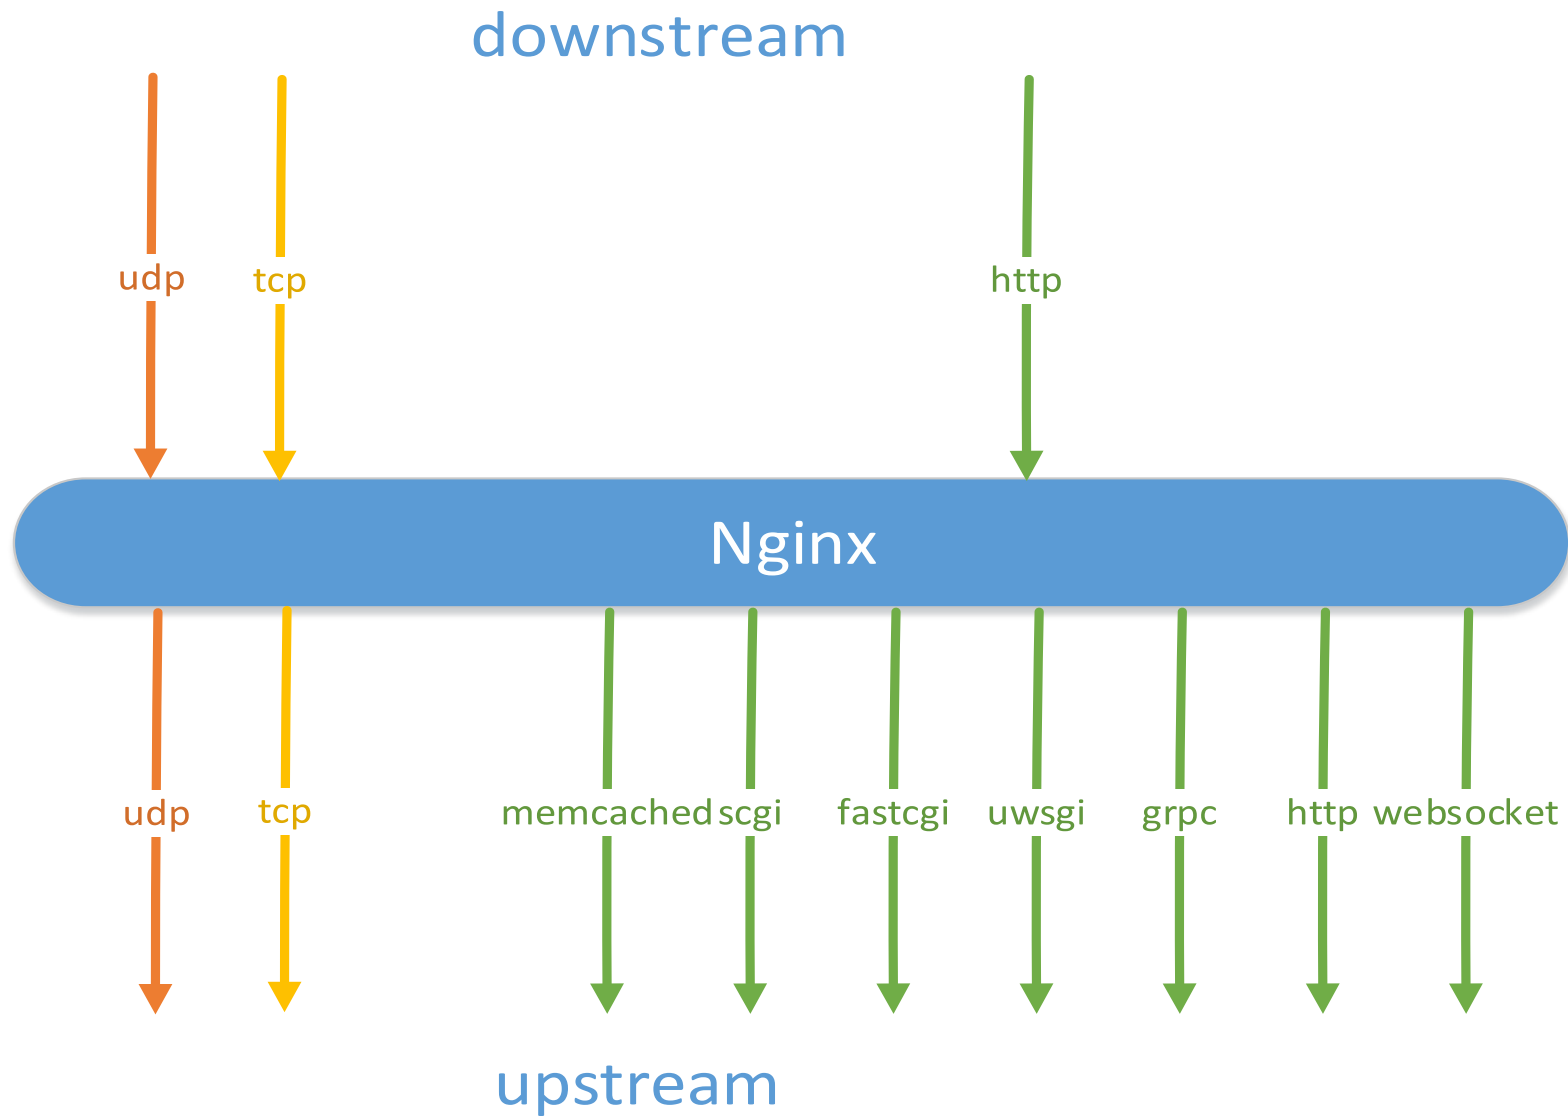 downstream
udp
tcp
http
Nginx
udp
tcp
memcached
scgi
fastcgi
uwsgi
grpc
http
websocket
upstream